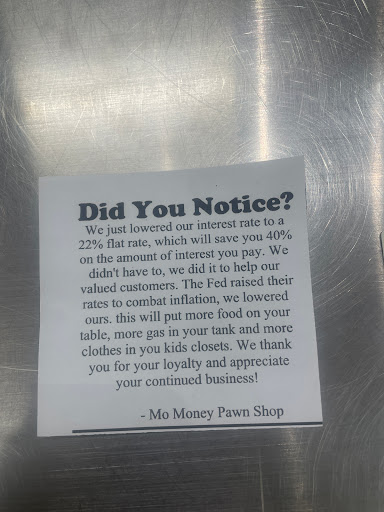 Did You Notice?
We just lowered our interest rate to a
22% flat rate, which will save you 40%
on the amount of interest you pay. We
didn't have to, we did it to help our
valued customers. The Fed raised their
rates to combat inflation, we lowered
ours. this will put more food on your
table, more gas in your tank and more
clothes in you kids closets. We thank
you for your loyalty and appreciate
your continued business!
- Mo Money Pawn Shop